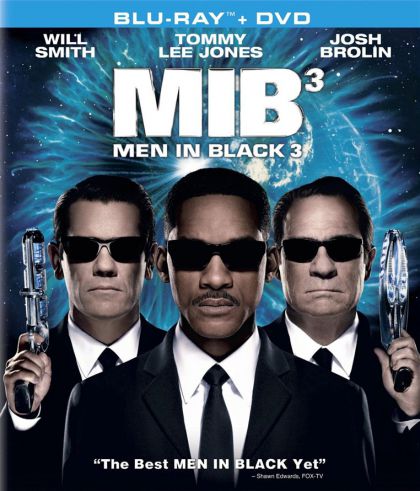 BLU-RAY™ + DVD
WILL SMITH
TOMMY LEE JONES
JOSH BROLIN
MIB³
MEN IN BLACK 3
“The Best MEN IN BLACK Yet”
– Shawn Edwards, FOX-TV